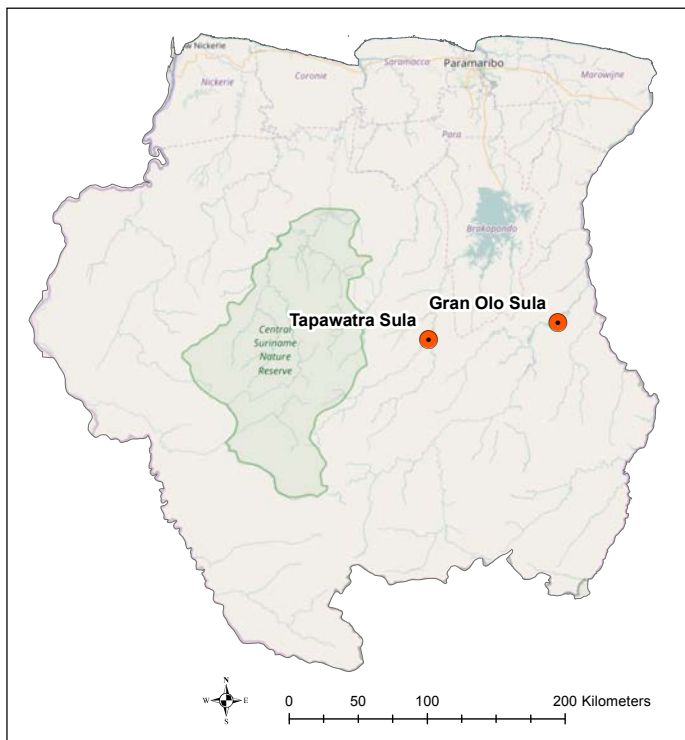 w Nickerie
Nickerie
Coronie
Saramacca
Paramaribo
Marowijne
Para
Brokopondo
Gran Olo Sula
Tapawatra Sula
Central
Suriname
Nature
Reserve
N
W E
S
0 50 100 200 Kilometers